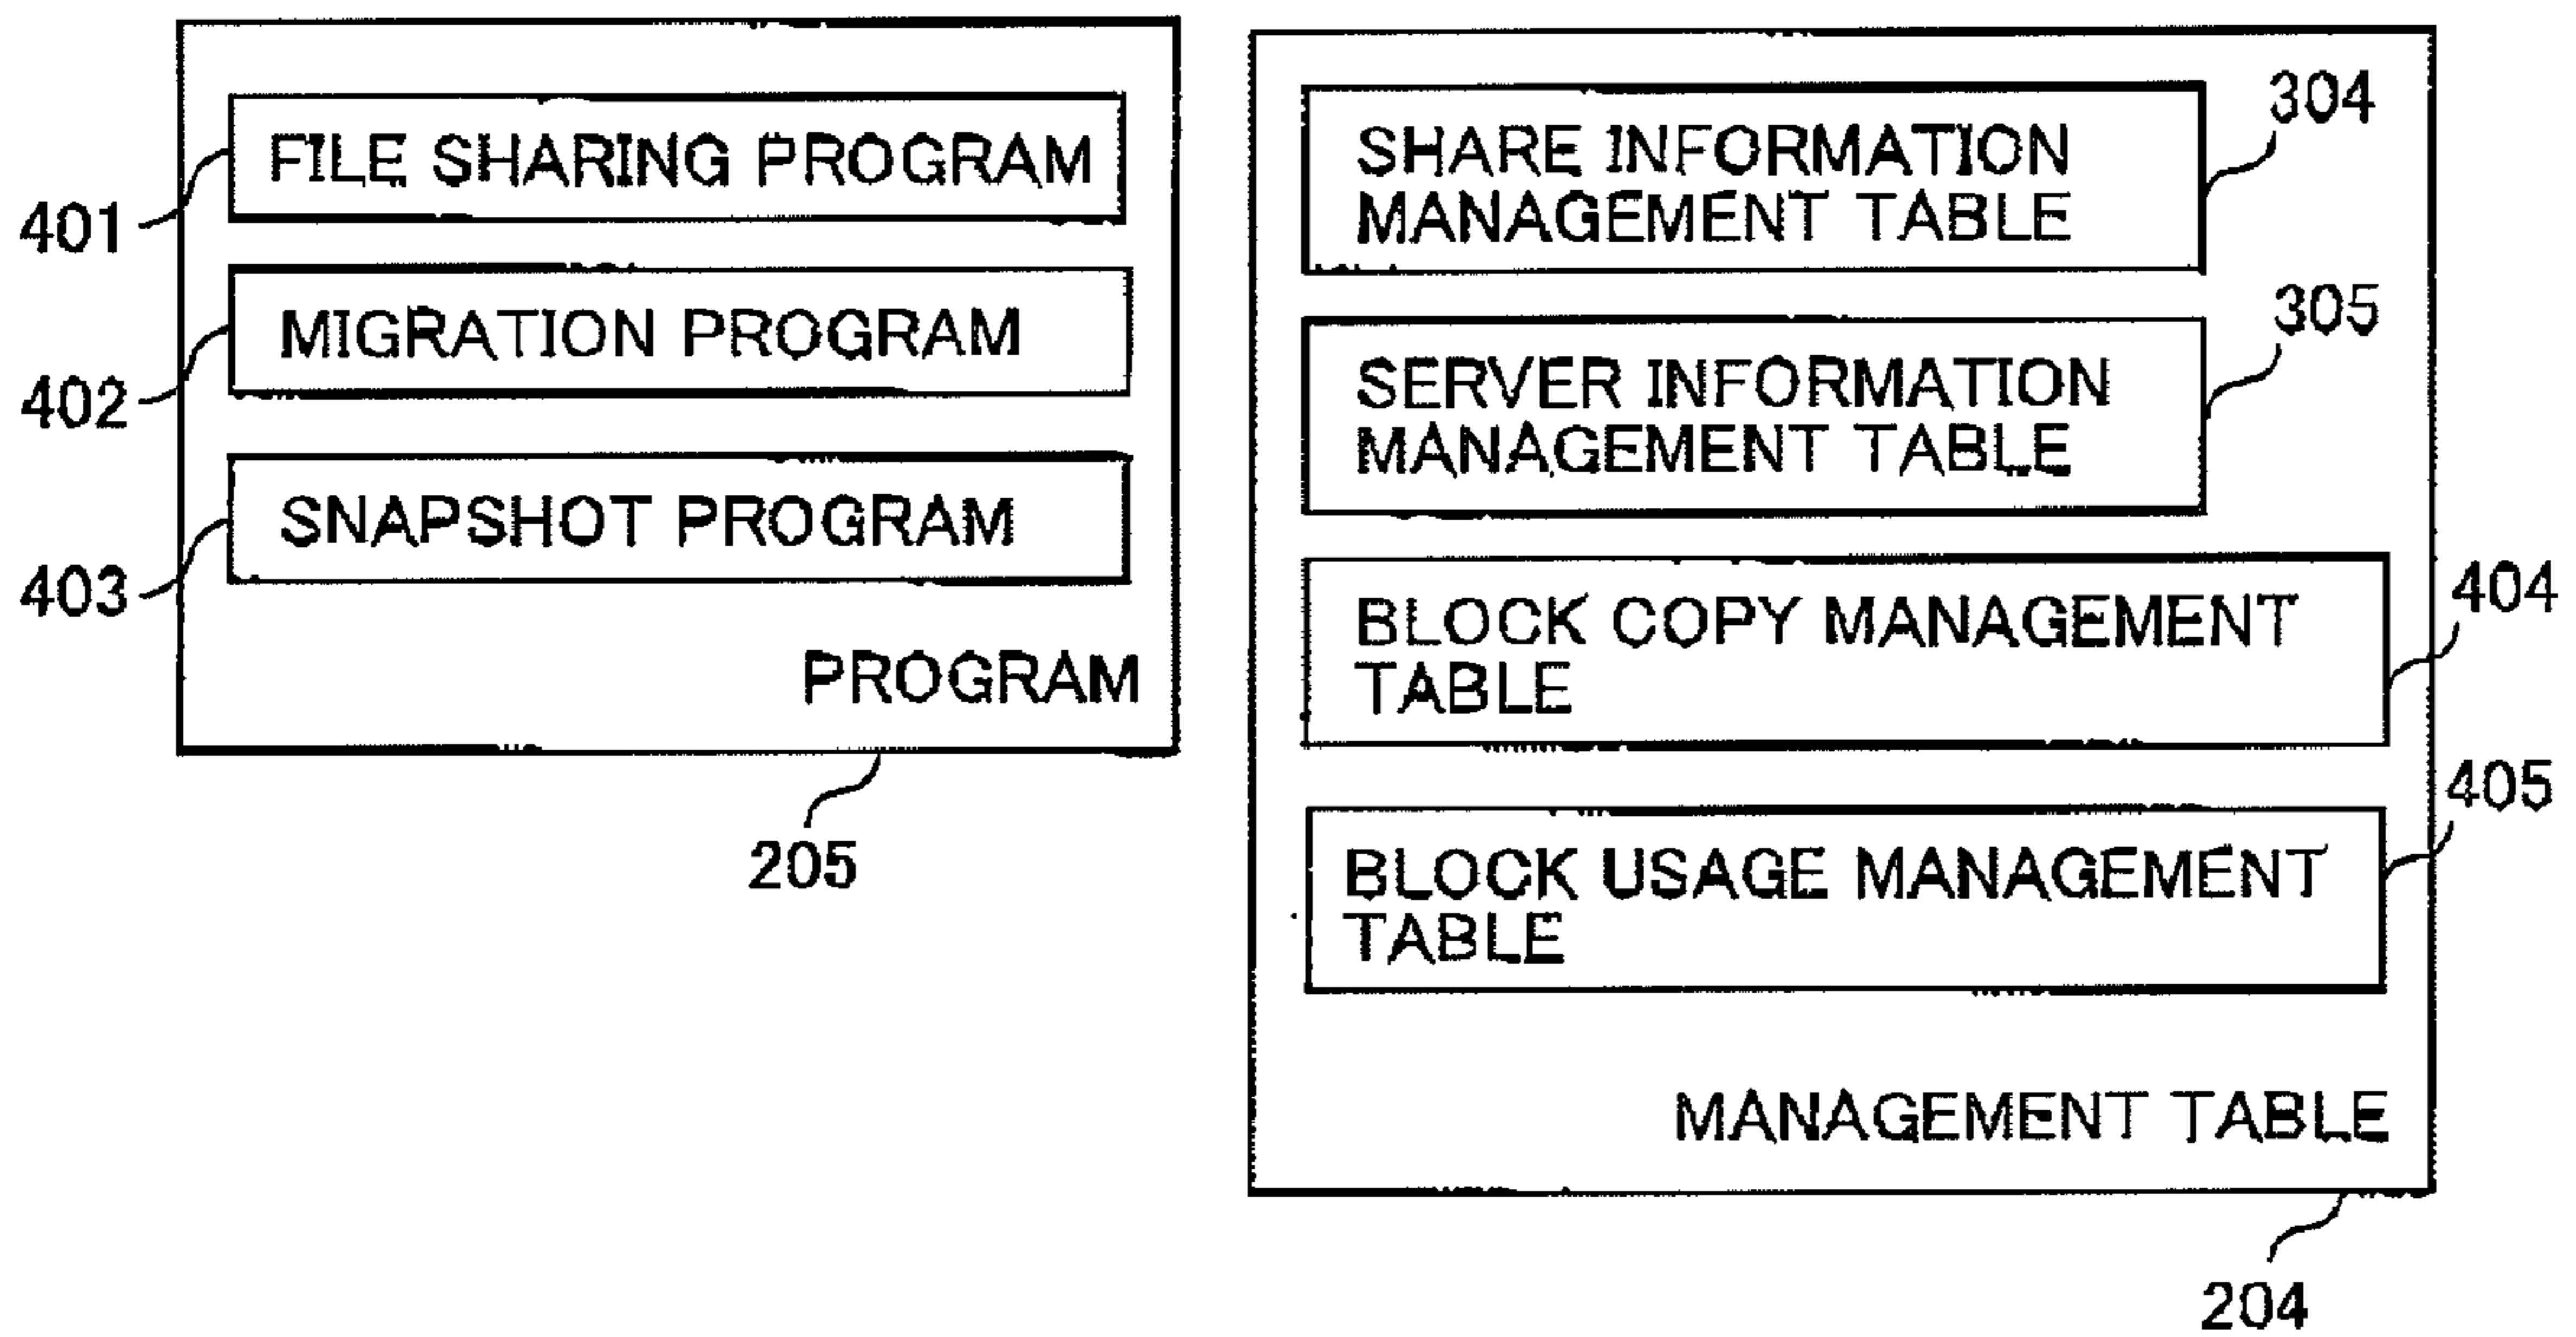 FILE SHARING PROGRAM
401
MIGRATION PROGRAM
402
SNAPSHOT PROGRAM
403
PROGRAM
205
SHARE INFORMATION
MANAGEMENT TABLE
304
SERVER INFORMATION
MANAGEMENT TABLE
305
BLOCK COPY MANAGEMENT
TABLE
404
BLOCK USAGE MANAGEMENT
TABLE
405
MANAGEMENT TABLE
204